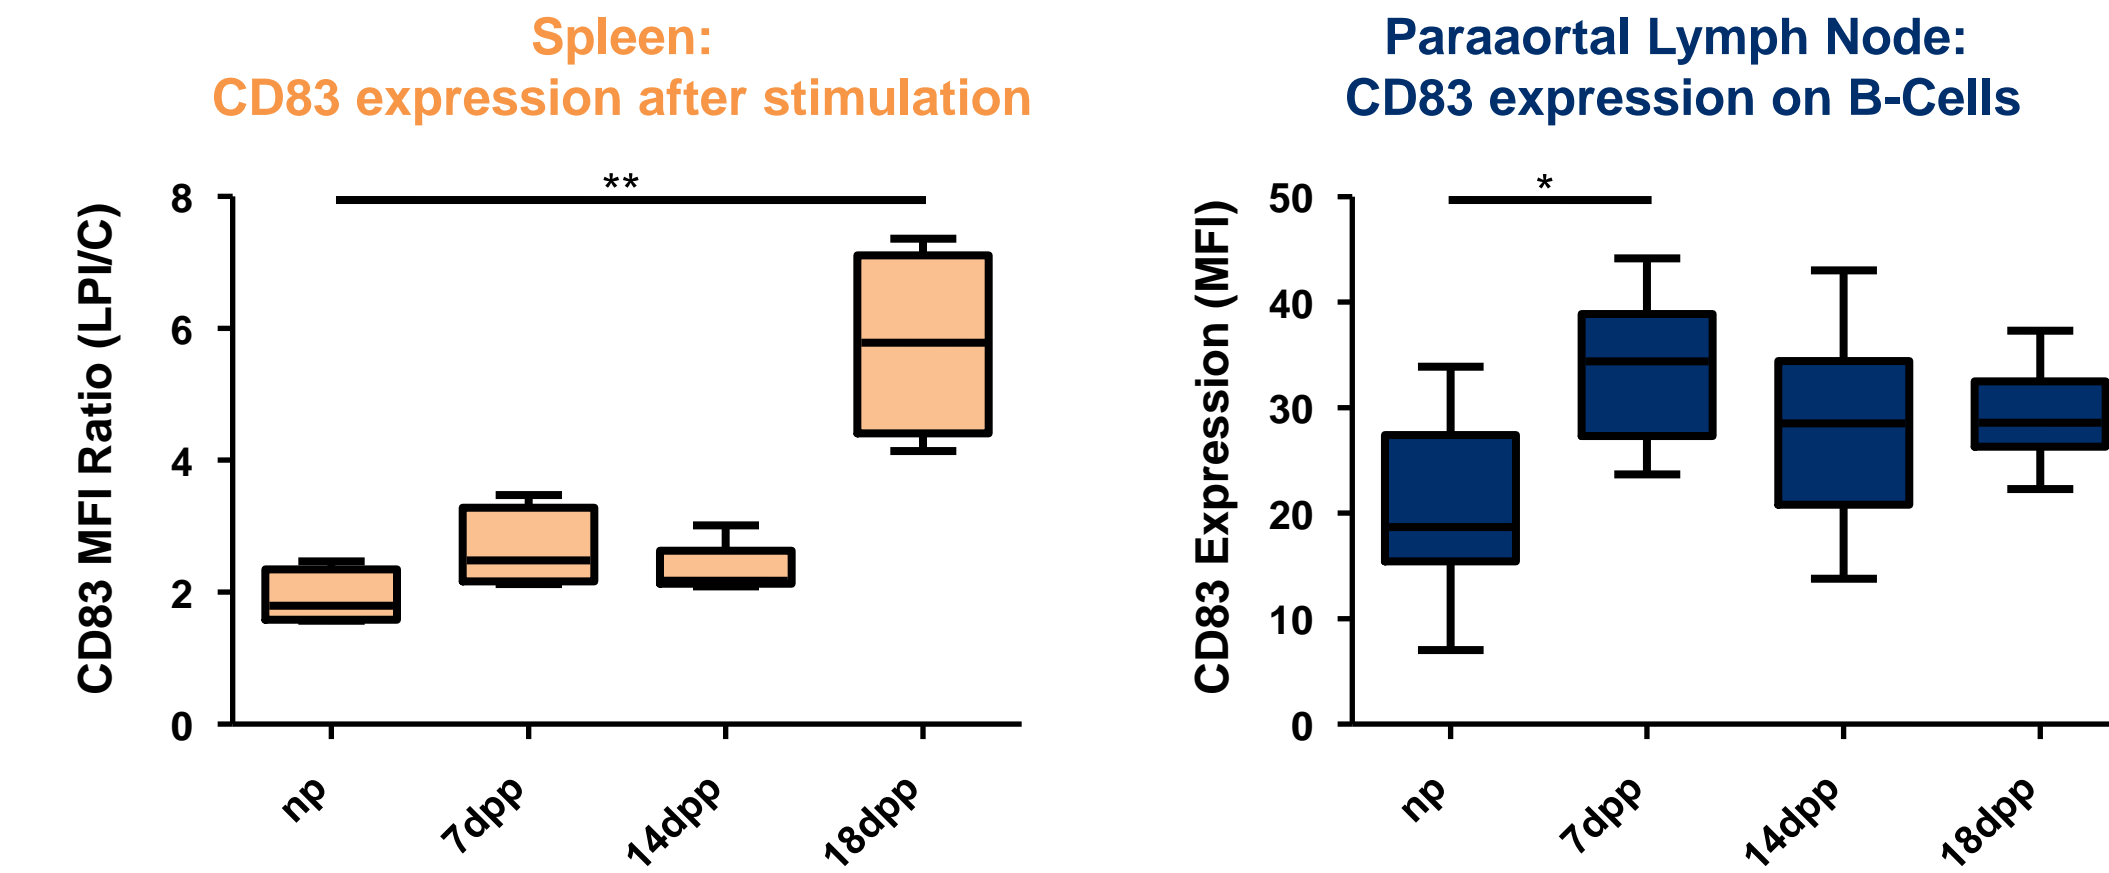 Spleen:
CD83 expression after stimulation
**
CD83 MFI Ratio (LPI/C)
8
6
4
2
0
np
7dpp
14dpp
18dpp
Paraaortal Lymph Node:
CD83 expression on B-Cells
*
CD83 Expression (MFI)
50
40
30
20
10
0
np
7dpp
14dpp
18dpp